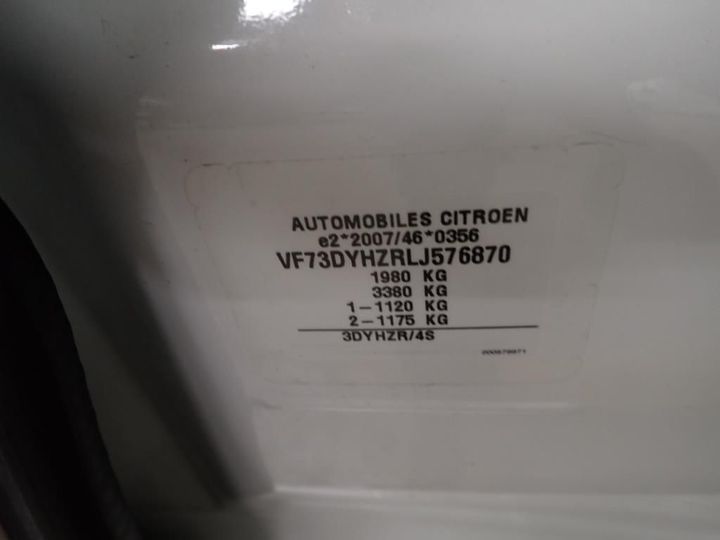 AUTOMOBILES CITROEN
e2*2007/46*0356
VF73DYHZRLJ576870
1980 KG
3380 KG
1-1120 KG
2-1175 KG
3DYHZR/4S